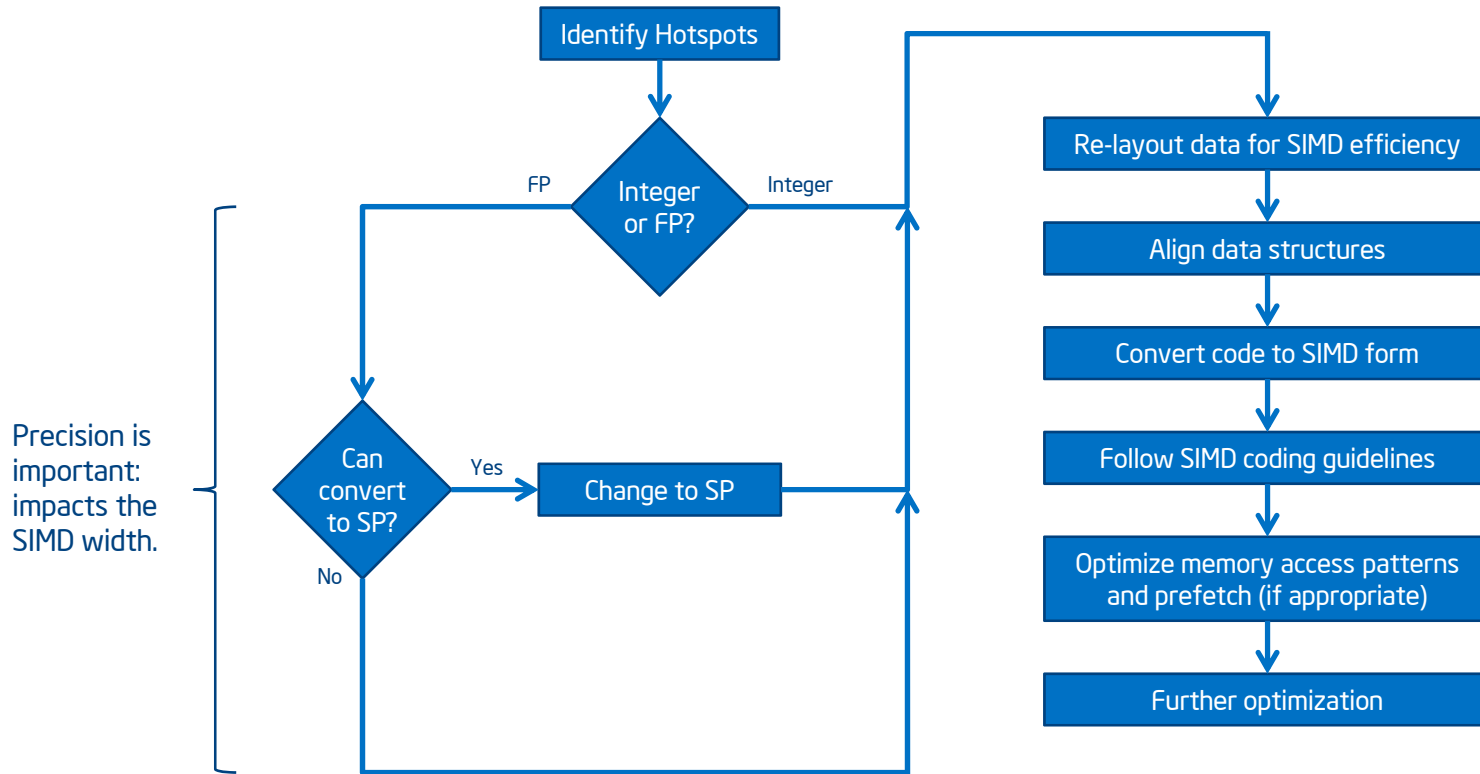 Identify Hotspots
Integer
or FP?
FP
Integer
Can
convert
to SP?
Yes
No
Change to SP
Precision is
important:
impacts the
SIMD width.
Re-layout data for SIMD efficiency
Align data structures
Convert code to SIMD form
Follow SIMD coding guidelines
Optimize memory access patterns
and prefetch (if appropriate)
Further optimization